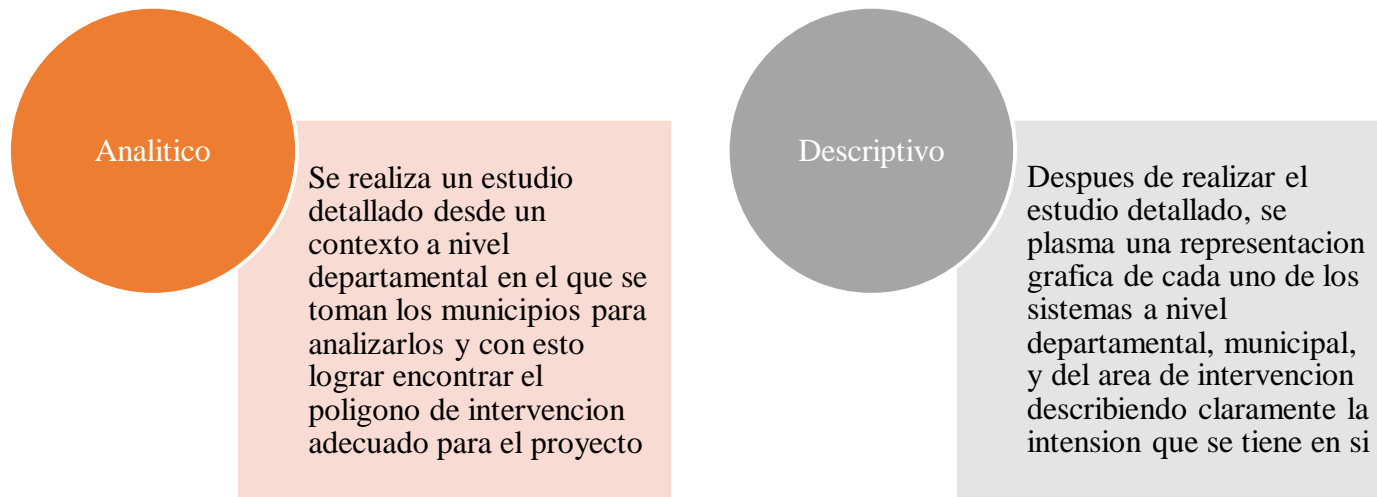 Analitico
Se realiza un estudio
detallado desde un
contexto a nivel
departamental en el que se
toman los municipios para
analizarlos y con esto
lograr encontrar el
poligono de intervencion
adecuado para el proyecto
Descriptivo
Despues de realizar el
estudio detallado, se
plasma una representacion
grafica de cada uno de los
sistemas a nivel
departamental, municipal,
y del area de intervencion
describiendo claramente la
intension que se tiene en si